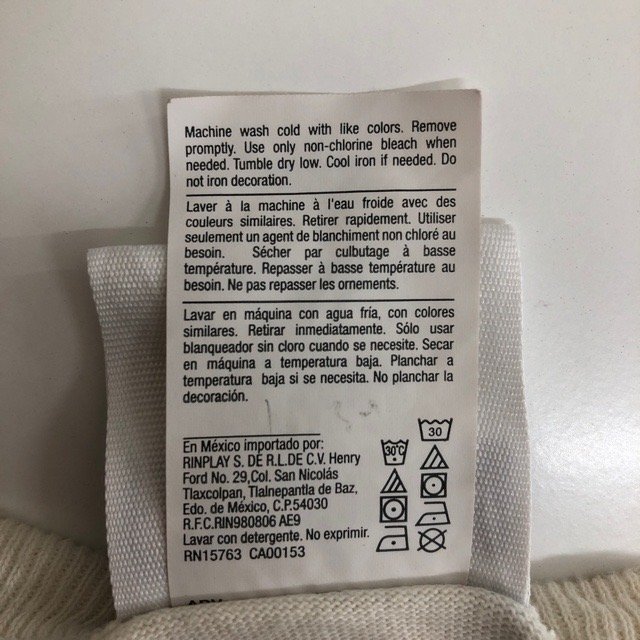 Machine wash cold with like colors. Remove
promptly. Use only non-chlorine bleach when
needed. Tumble dry low. Cool iron if needed. Do
not iron decoration.
Laver à la machine à l'eau froide avec des
couleurs similaires. Retirer rapidement. Utiliser
seulement un agent de blanchiment non chloré au
besoin. Sécher par culbutage à basse
température. Repasser à basse température au
besoin. Ne pas repasser les ornements.
Lavar en máquina con agua fría, con colores
similares. Retirar inmediatamente. Sólo usar
blanqueador sin cloro cuando se necesite. Secar
en máquina a temperatura baja. Planchar a
temperatura baja si se necesita. No planchar la
decoración.
En México importado por:
RINPLAY S. DE R.L.DE C.V. Henry
Ford No. 29,Col. San Nicolás
Tlaxcolpan, Tlalnepantla de Baz,
Edo. de México, C.P.54030
R.F.C.RIN980806 AE9
Lavar con detergente. No exprimir.
RN15763 CA00153
30°C
30